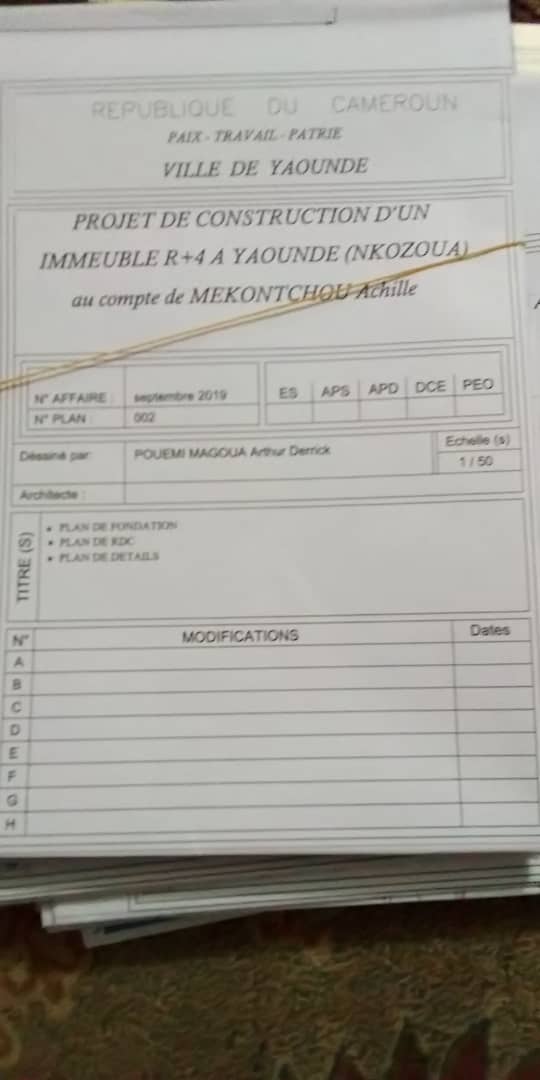 REPUBLIQUE DU CAMEROUN
PAIX - TRAVAIL - PATRIE
VILLE DE YAOUNDE
PROJET DE CONSTRUCTION D'UN
IMMEUBLE R+4 A YAOUNDE (NKOZOUA)
au compte de MEKONTCHOU Achille
N° AFFAIRE : septembre 2019
N° PLAN : 002
ES APS APD DCE PEO
Dessiné par: POUEMI MAGOUA Arthur Derrick
Echelle (s)
1 / 50
Architecte :
TITRE (S)
• PLAN DE FONDATION
• PLAN DE RDC
• PLAN DE DETAILS
N° MODIFICATIONS Dates
A
B
C
D
E
F
G
H